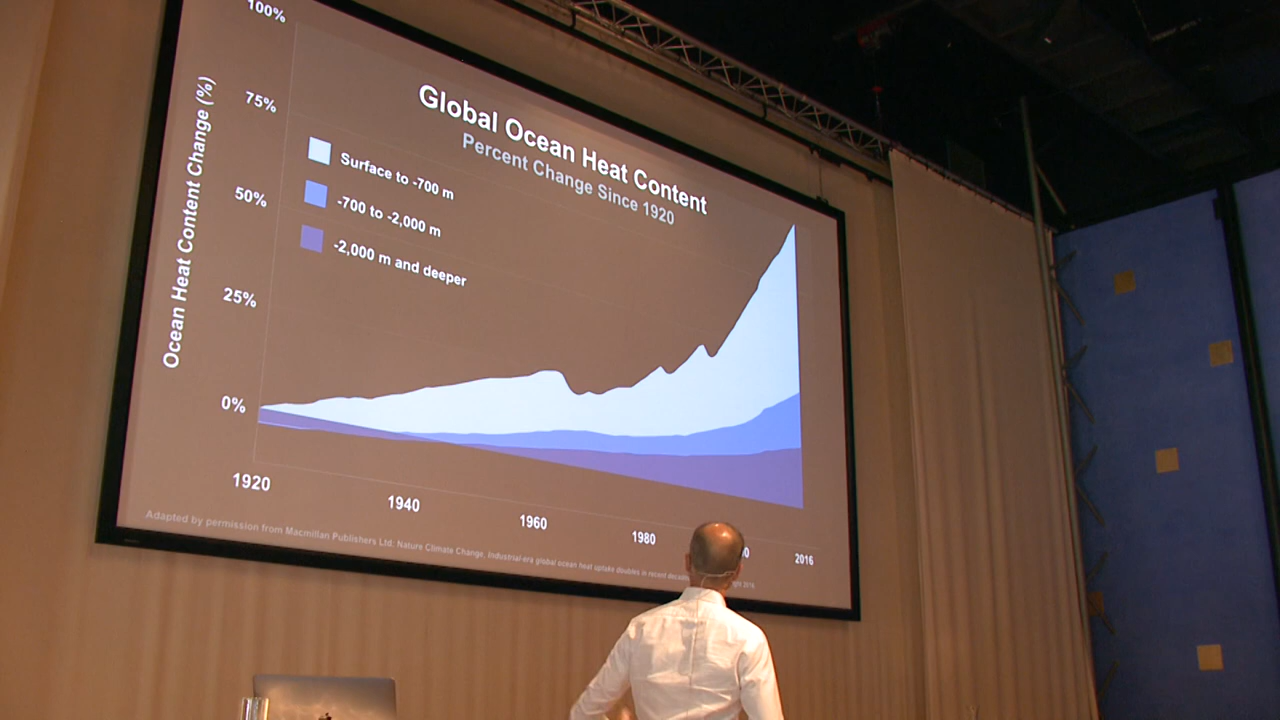 Global Ocean Heat Content
Percent Change Since 1920
Ocean Heat Content Change (%)
100%
75%
50%
25%
0%
Surface to -700 m
-700 to -2,000 m
-2,000 m and deeper
1920
1940
1960
1980
2016
Adapted by permission from Macmillan Publishers Ltd: Nature Climate Change, Industrial-era global ocean heat uptake doubles in recent
2016